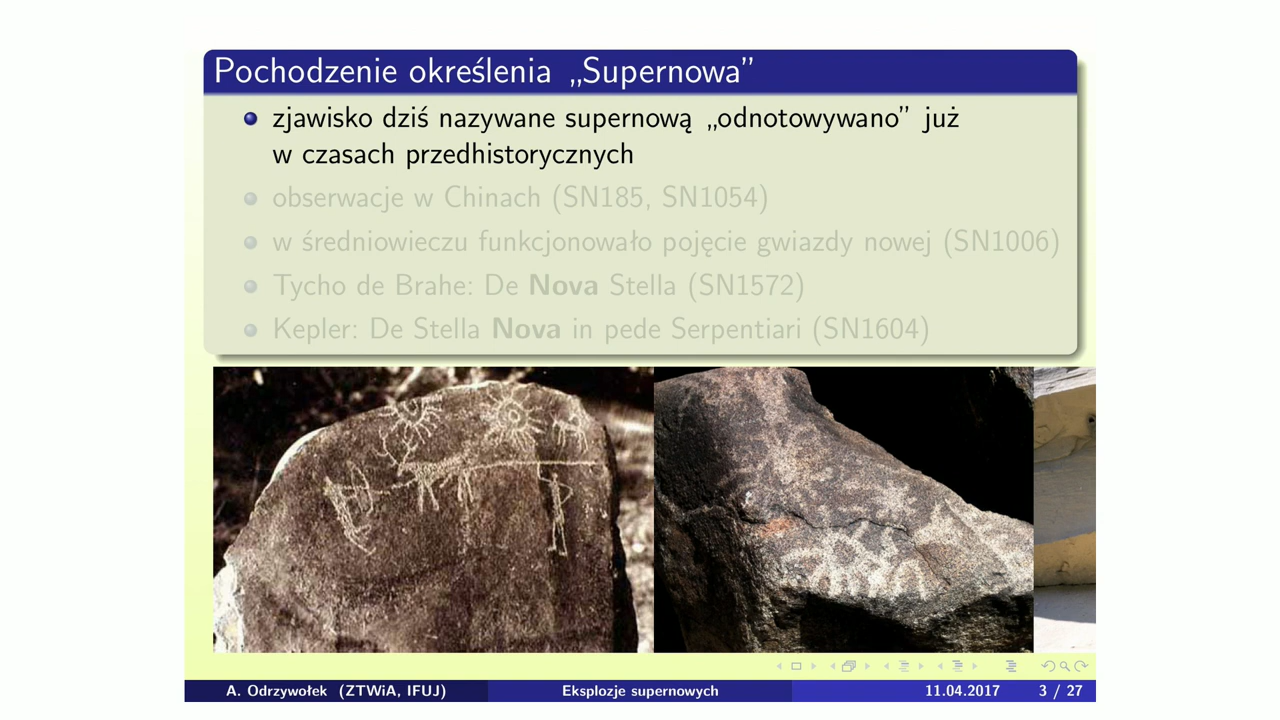 Pochodzenie określenia „Supernowa”
zjawisko dziś nazywane supernową „odnotowywano” już
w czasach przedhistorycznych
obserwacje w Chinach (SN185, SN1054)
w średniowieczu funkcjonowało pojęcie gwiazdy nowej (SN1006)
Tycho de Brahe: De Nova Stella (SN1572)
Kepler: De Stella Nova in pede Serpentiari (SN1604)
A. Odrzywołek (ZTWiA, IFUJ) Eksplozje supernowych 11.04.2017 3 / 27